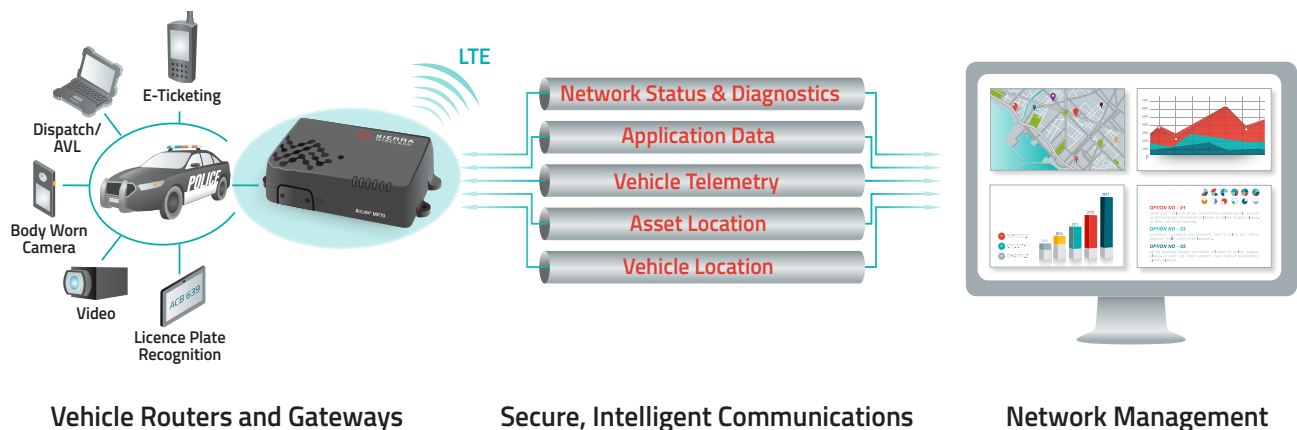 LTE
E-Ticketing
Dispatch/
AVL
Body Worn
Camera
Video
ACB 639
Licence Plate
Recognition
POLICE
SIERRA
WIRELESS
Network Status & Diagnostics
Application Data
Vehicle Telemetry
Asset Location
Vehicle Location
OPTION NO - 01
OPTION NO - 02
OPTION NO - 03
Vehicle Routers and Gateways
Secure, Intelligent Communications
Network Management